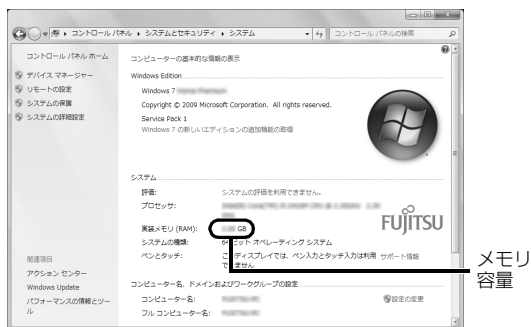 コントロール パネル ▸ システムとセキュリティ ▸ システム
コントロール パネルの検索
コントロール パネル ホーム
デバイス マネージャー
リモートの設定
システムの保護
システムの詳細設定
コンピューターの基本的な情報の表示
Windows Edition
Windows 7
Copyright © 2009 Microsoft Corporation. All rights reserved.
Service Pack 1
Windows 7 の新しいエディションの追加機能の取得
システム
評価: システムの評価を利用できません。
プロセッサ:
実装メモリ (RAM): GB
システムの種類: 64 ビット オペレーティング システム
ペンとタッチ: このディスプレイでは、ペン入力とタッチ入力は利用できません
サポート情報
FUJITSU
メモリ
容量
コンピューター名、ドメインおよびワークグループの設定
コンピューター名:
設定の変更
フル コンピューター名:
関連項目
アクション センター
Windows Update
パフォーマンスの情報とツー
ル